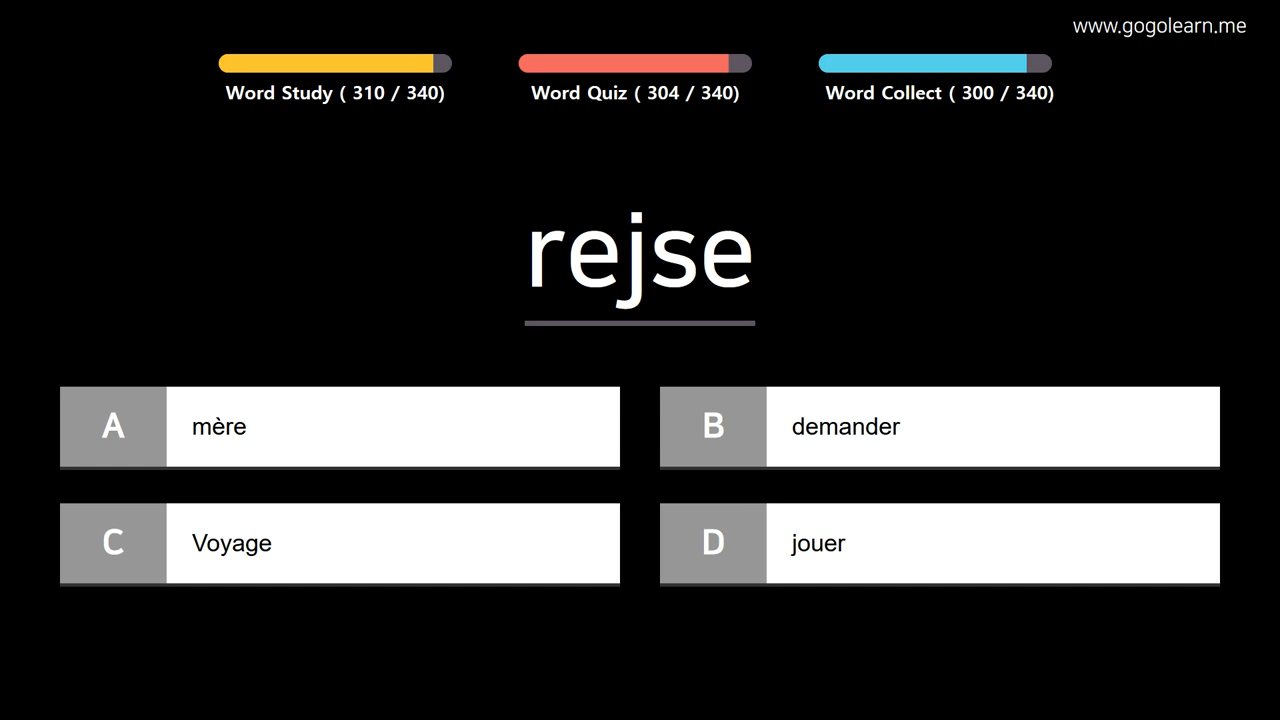 www.gogolearn.me
Word Study ( 310 / 340)
Word Quiz ( 304 / 340)
Word Collect ( 300 / 340)
rejse
A mère
B demander
C Voyage
D jouer